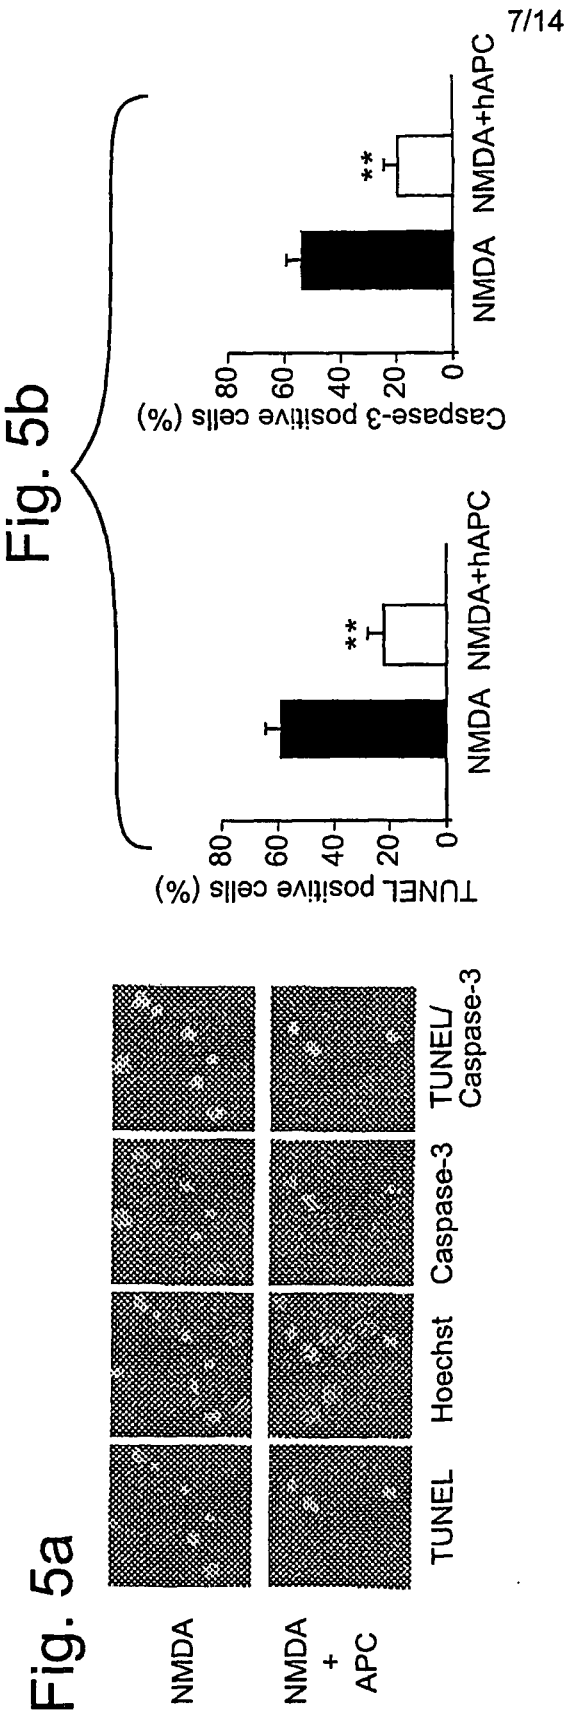 7/14
Fig. 5a
NMDA
NMDA
+
APC
TUNEL
Hoechst
Caspase-3
TUNEL/
Caspase-3
Fig. 5b
TUNEL positive cells (%)
80
60
40
20
0
**
NMDA
NMDA+hAPC
Caspase-3 positive cells (%)
80
60
40
20
0
**
NMDA
NMDA+hAPC